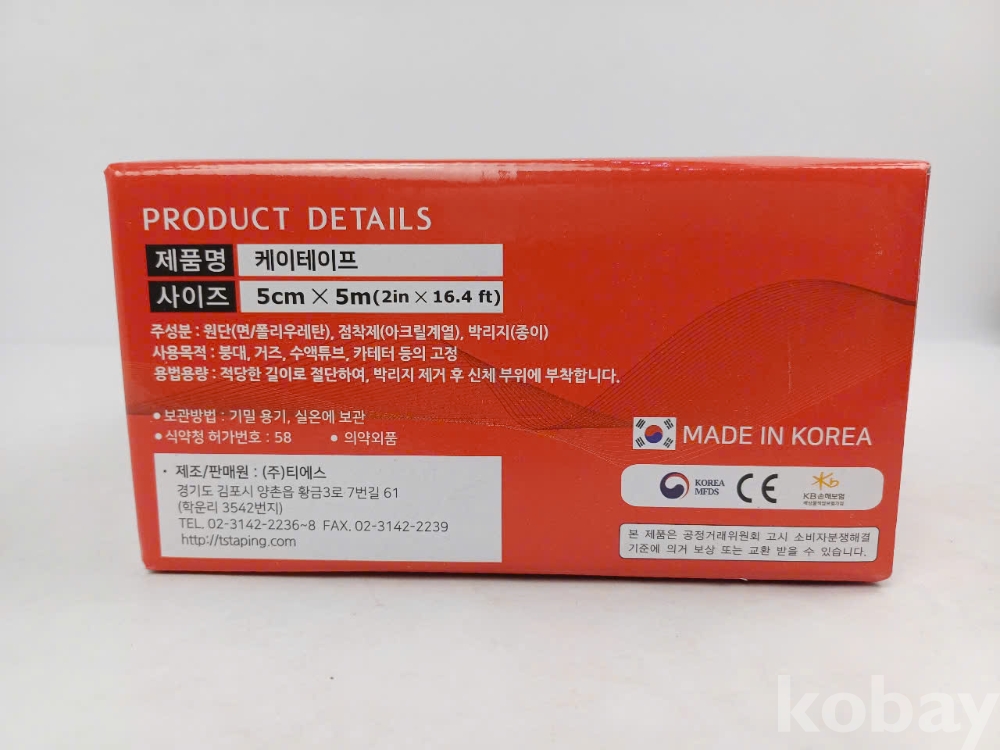 PRODUCT DETAILS
제품명 케이테이프
사이즈 5cm × 5m(2in × 16.4 ft)
주성분 : 원단(면/폴리우레탄), 점착제(아크릴계열), 박리지(종이)
사용목적 : 붕대, 거즈, 수액튜브, 카테터 등의 고정
용법용량 : 적당한 길이로 절단하여, 박리지 제거 후 신체 부위에 부착합니다.
• 보관방법 : 기밀 용기, 실온에 보관
• 식약청 허가번호 : 58 • 의약외품
· 제조/판매원 : (주)티에스
경기도 김포시 양촌읍 황금3로 7번길 61
(학운리 3542번지)
TEL. 02-3142-2236~8 FAX. 02-3142-2239
http://tstaping.com
MADE IN KOREA
KOREA
MFDS
CE
Kb
KB손해보험
본 제품은 공정거래위원회 고시 소비자분쟁해결
기준에 의거 보상 또는 교환 받을 수 있습니다.
kobay